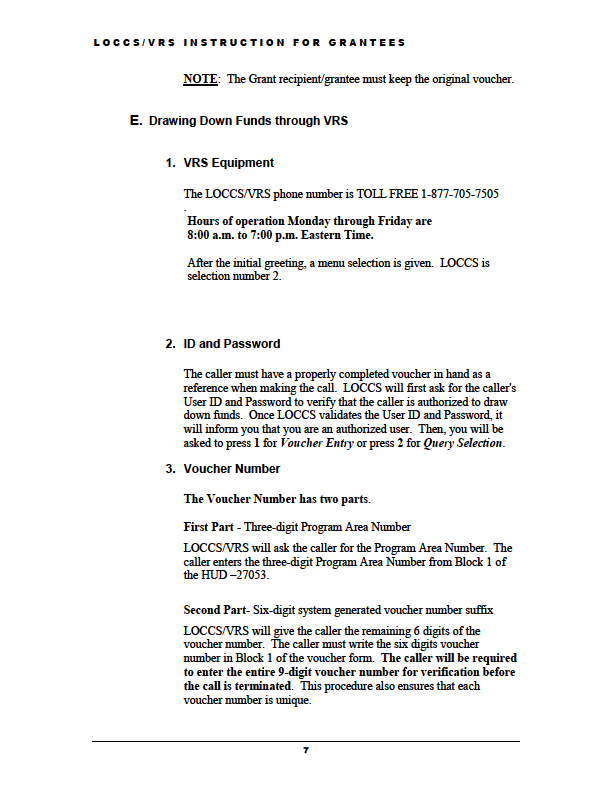 LOCCS/VRS INSTRUCTION FOR GRANTEES
NOTE: The Grant recipient/grantee must keep the original voucher.
E. Drawing Down Funds through VRS
1. VRS Equipment
The LOCCS/VRS phone number is TOLL FREE 1-877-705-7505
.
Hours of operation Monday through Friday are
8:00 a.m. to 7:00 p.m. Eastern Time.
After the initial greeting, a menu selection is given. LOCCS is
selection number 2.
2. ID and Password
The caller must have a properly completed voucher in hand as a
reference when making the call. LOCCS will first ask for the caller's
User ID and Password to verify that the caller is authorized to draw
down funds. Once LOCCS validates the User ID and Password, it
will inform you that you are an authorized user. Then, you will be
asked to press 1 for Voucher Entry or press 2 for Query Selection.
3. Voucher Number
The Voucher Number has two parts.
First Part - Three-digit Program Area Number
LOCCS/VRS will ask the caller for the Program Area Number. The
caller enters the three-digit Program Area Number from Block 1 of
the HUD –27053.
Second Part- Six-digit system generated voucher number suffix
LOCCS/VRS will give the caller the remaining 6 digits of the
voucher number. The caller must write the six digits voucher
number in Block 1 of the voucher form. The caller will be required
to enter the entire 9-digit voucher number for verification before
the call is terminated. This procedure also ensures that each
voucher number is unique.
7